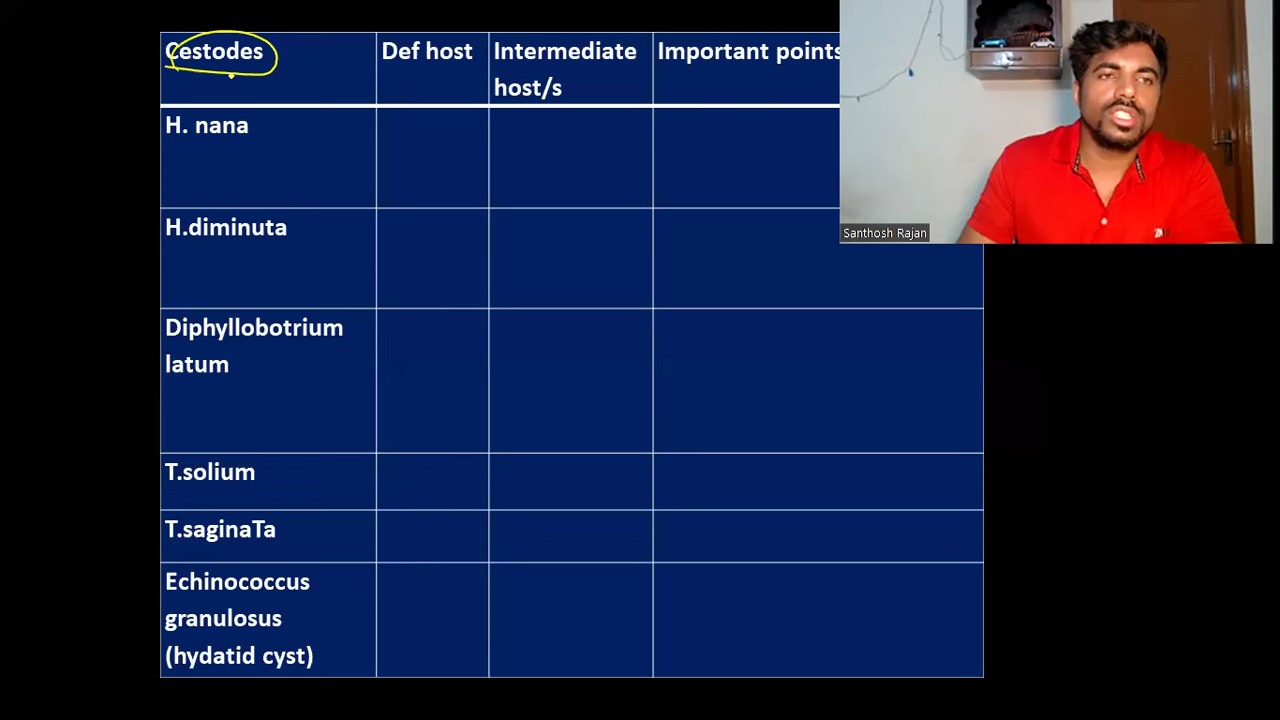 Cestodes
Def host
Intermediate
host/s
Important points
H. nana
H.diminuta
Diphyllobotrium
latum
T.solium
T.saginaTa
Echinococcus
granulosus
(hydatid cyst)
Santhosh Rajan